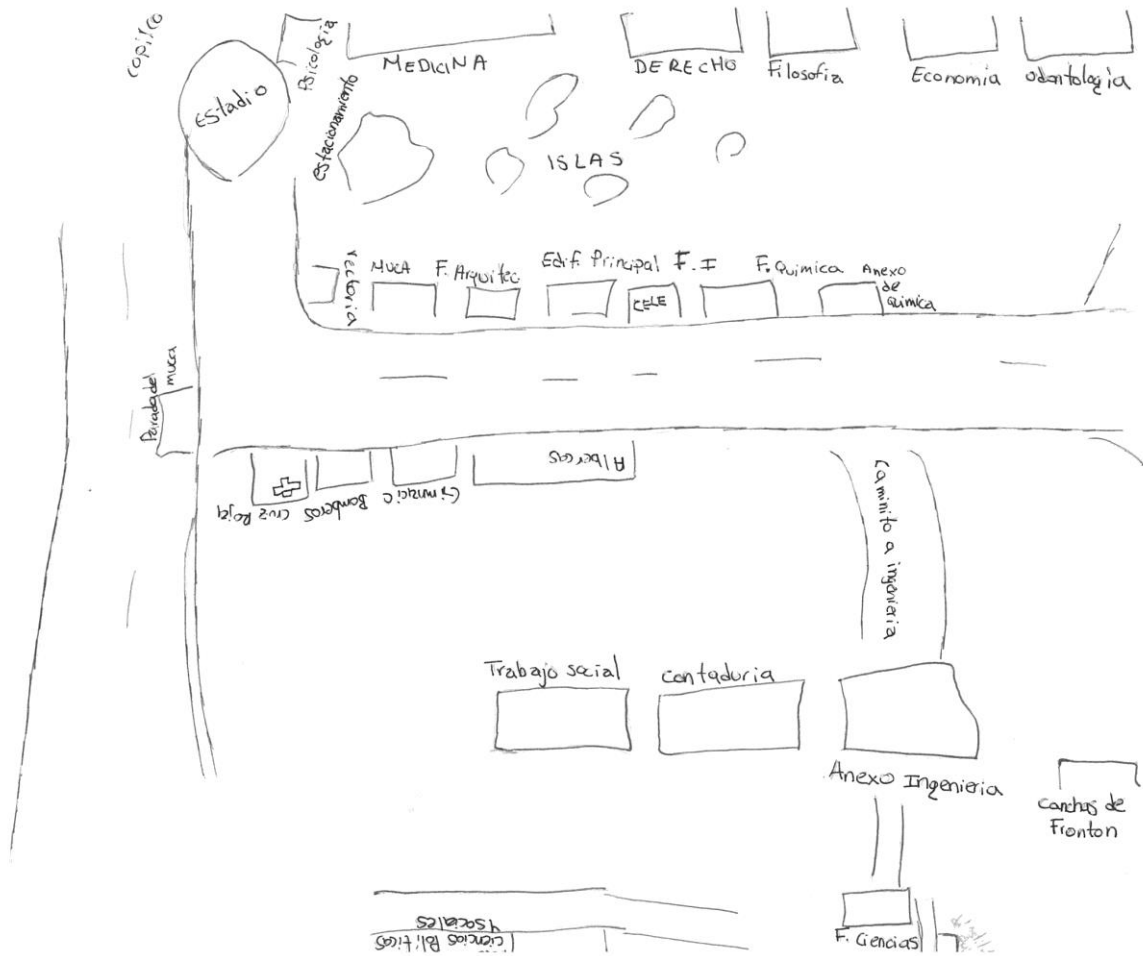 copilco
Psicologia
MEDICINA
DERECHO
Filosofia
Economia
odontologia
Estadio
estacionamiento
ISLAS
rectoria
MUCA
F. Arquitec
Edif. Principal F. I
CELE
F. Quimica
Anexo
de
quimica
Parada del
muca
Cruz Roja
Bomberos
Gimnacio
Albercas
Caminito a ingenieria
Trabajo social
contaduria
Anexo Ingenieria
canchas de
Fronton
ciencias Politicas
y sociales
F. Ciencias